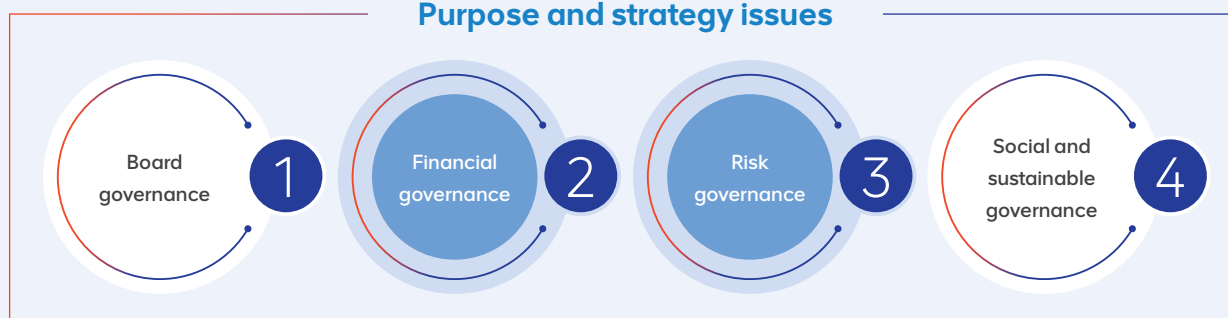 Purpose and strategy issues
Board
governance
1
Financial
governance
2
Risk
governance
3
Social and
sustainable
governance
4